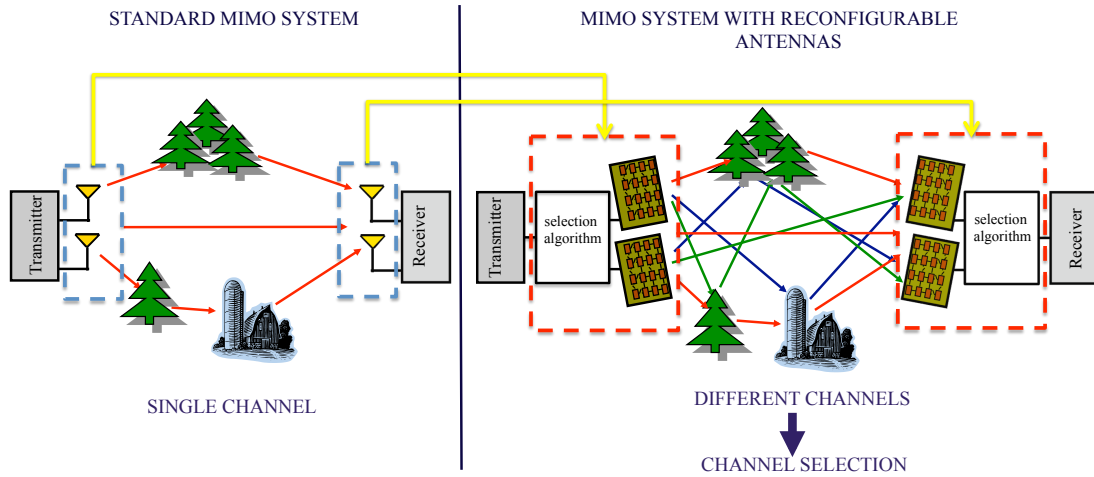 STANDARD MIMO SYSTEM
MIMO SYSTEM WITH RECONFIGURABLE
ANTENNAS
Transmitter
Receiver
Transmitter
selection
algorithm
selection
algorithm
Receiver
SINGLE CHANNEL
DIFFERENT CHANNELS
CHANNEL SELECTION